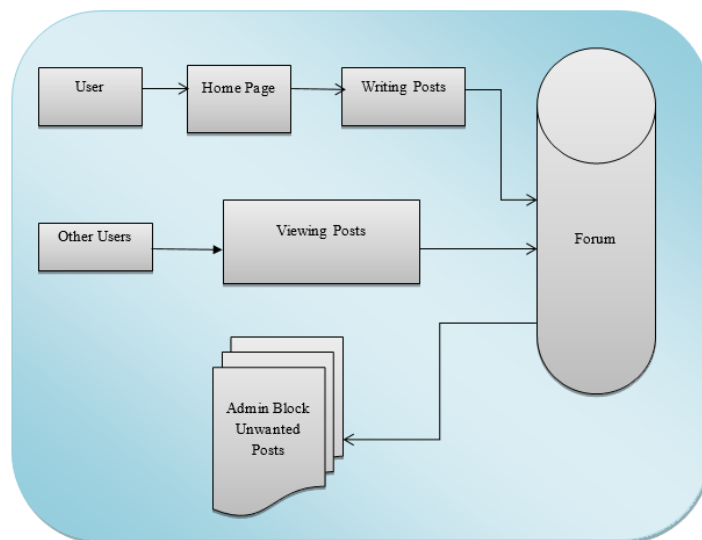 User
Home Page
Writing Posts
Other Users
Viewing Posts
Forum
Admin Block
Unwanted
Posts